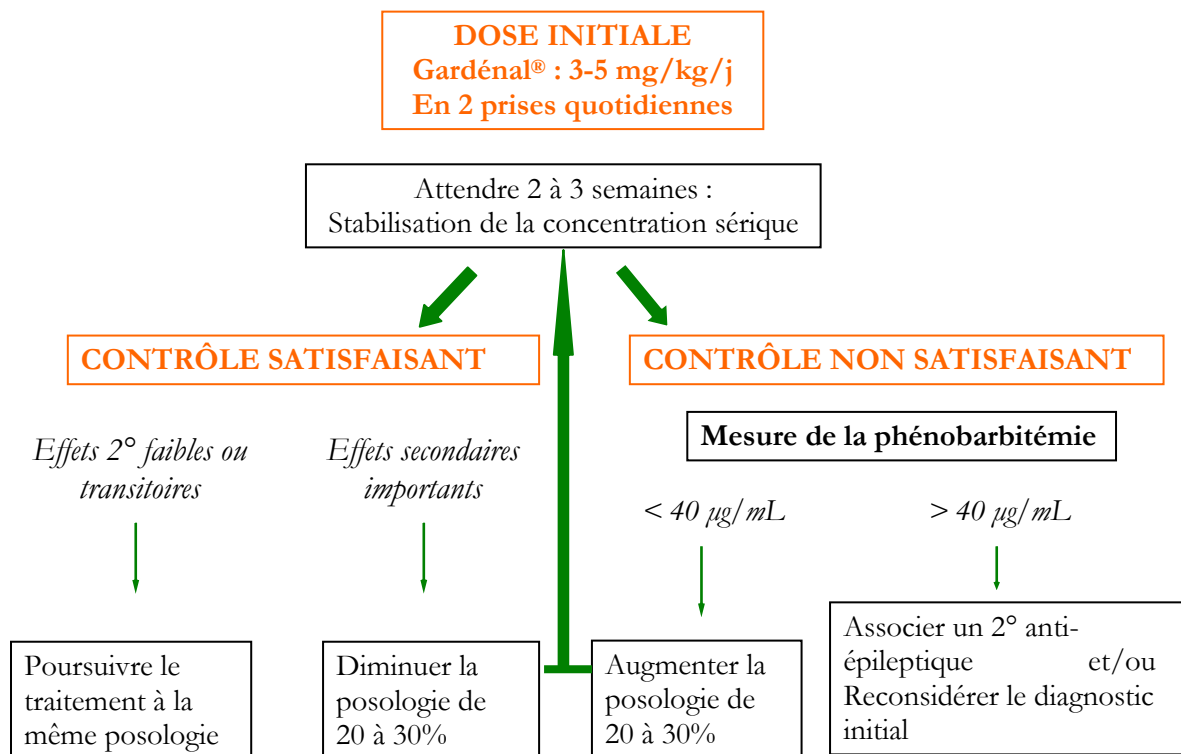 DOSE INITIALE
Gardénal® : 3-5 mg/kg/j
En 2 prises quotidiennes
Attendre 2 à 3 semaines :
Stabilisation de la concentration sérique
CONTRÔLE SATISFAISANT
CONTRÔLE NON SATISFAISANT
Mesure de la phénobarbitémie
Effets 2° faibles ou
transitoires
Effets secondaires
importants
< 40 µg/mL
> 40 µg/mL
Poursuivre le
traitement à la
même posologie
Diminuer la
posologie de
20 à 30%
Augmenter la
posologie de
20 à 30%
Associer un 2° anti-
épileptique et/ou
Reconsidérer le diagnostic
initial